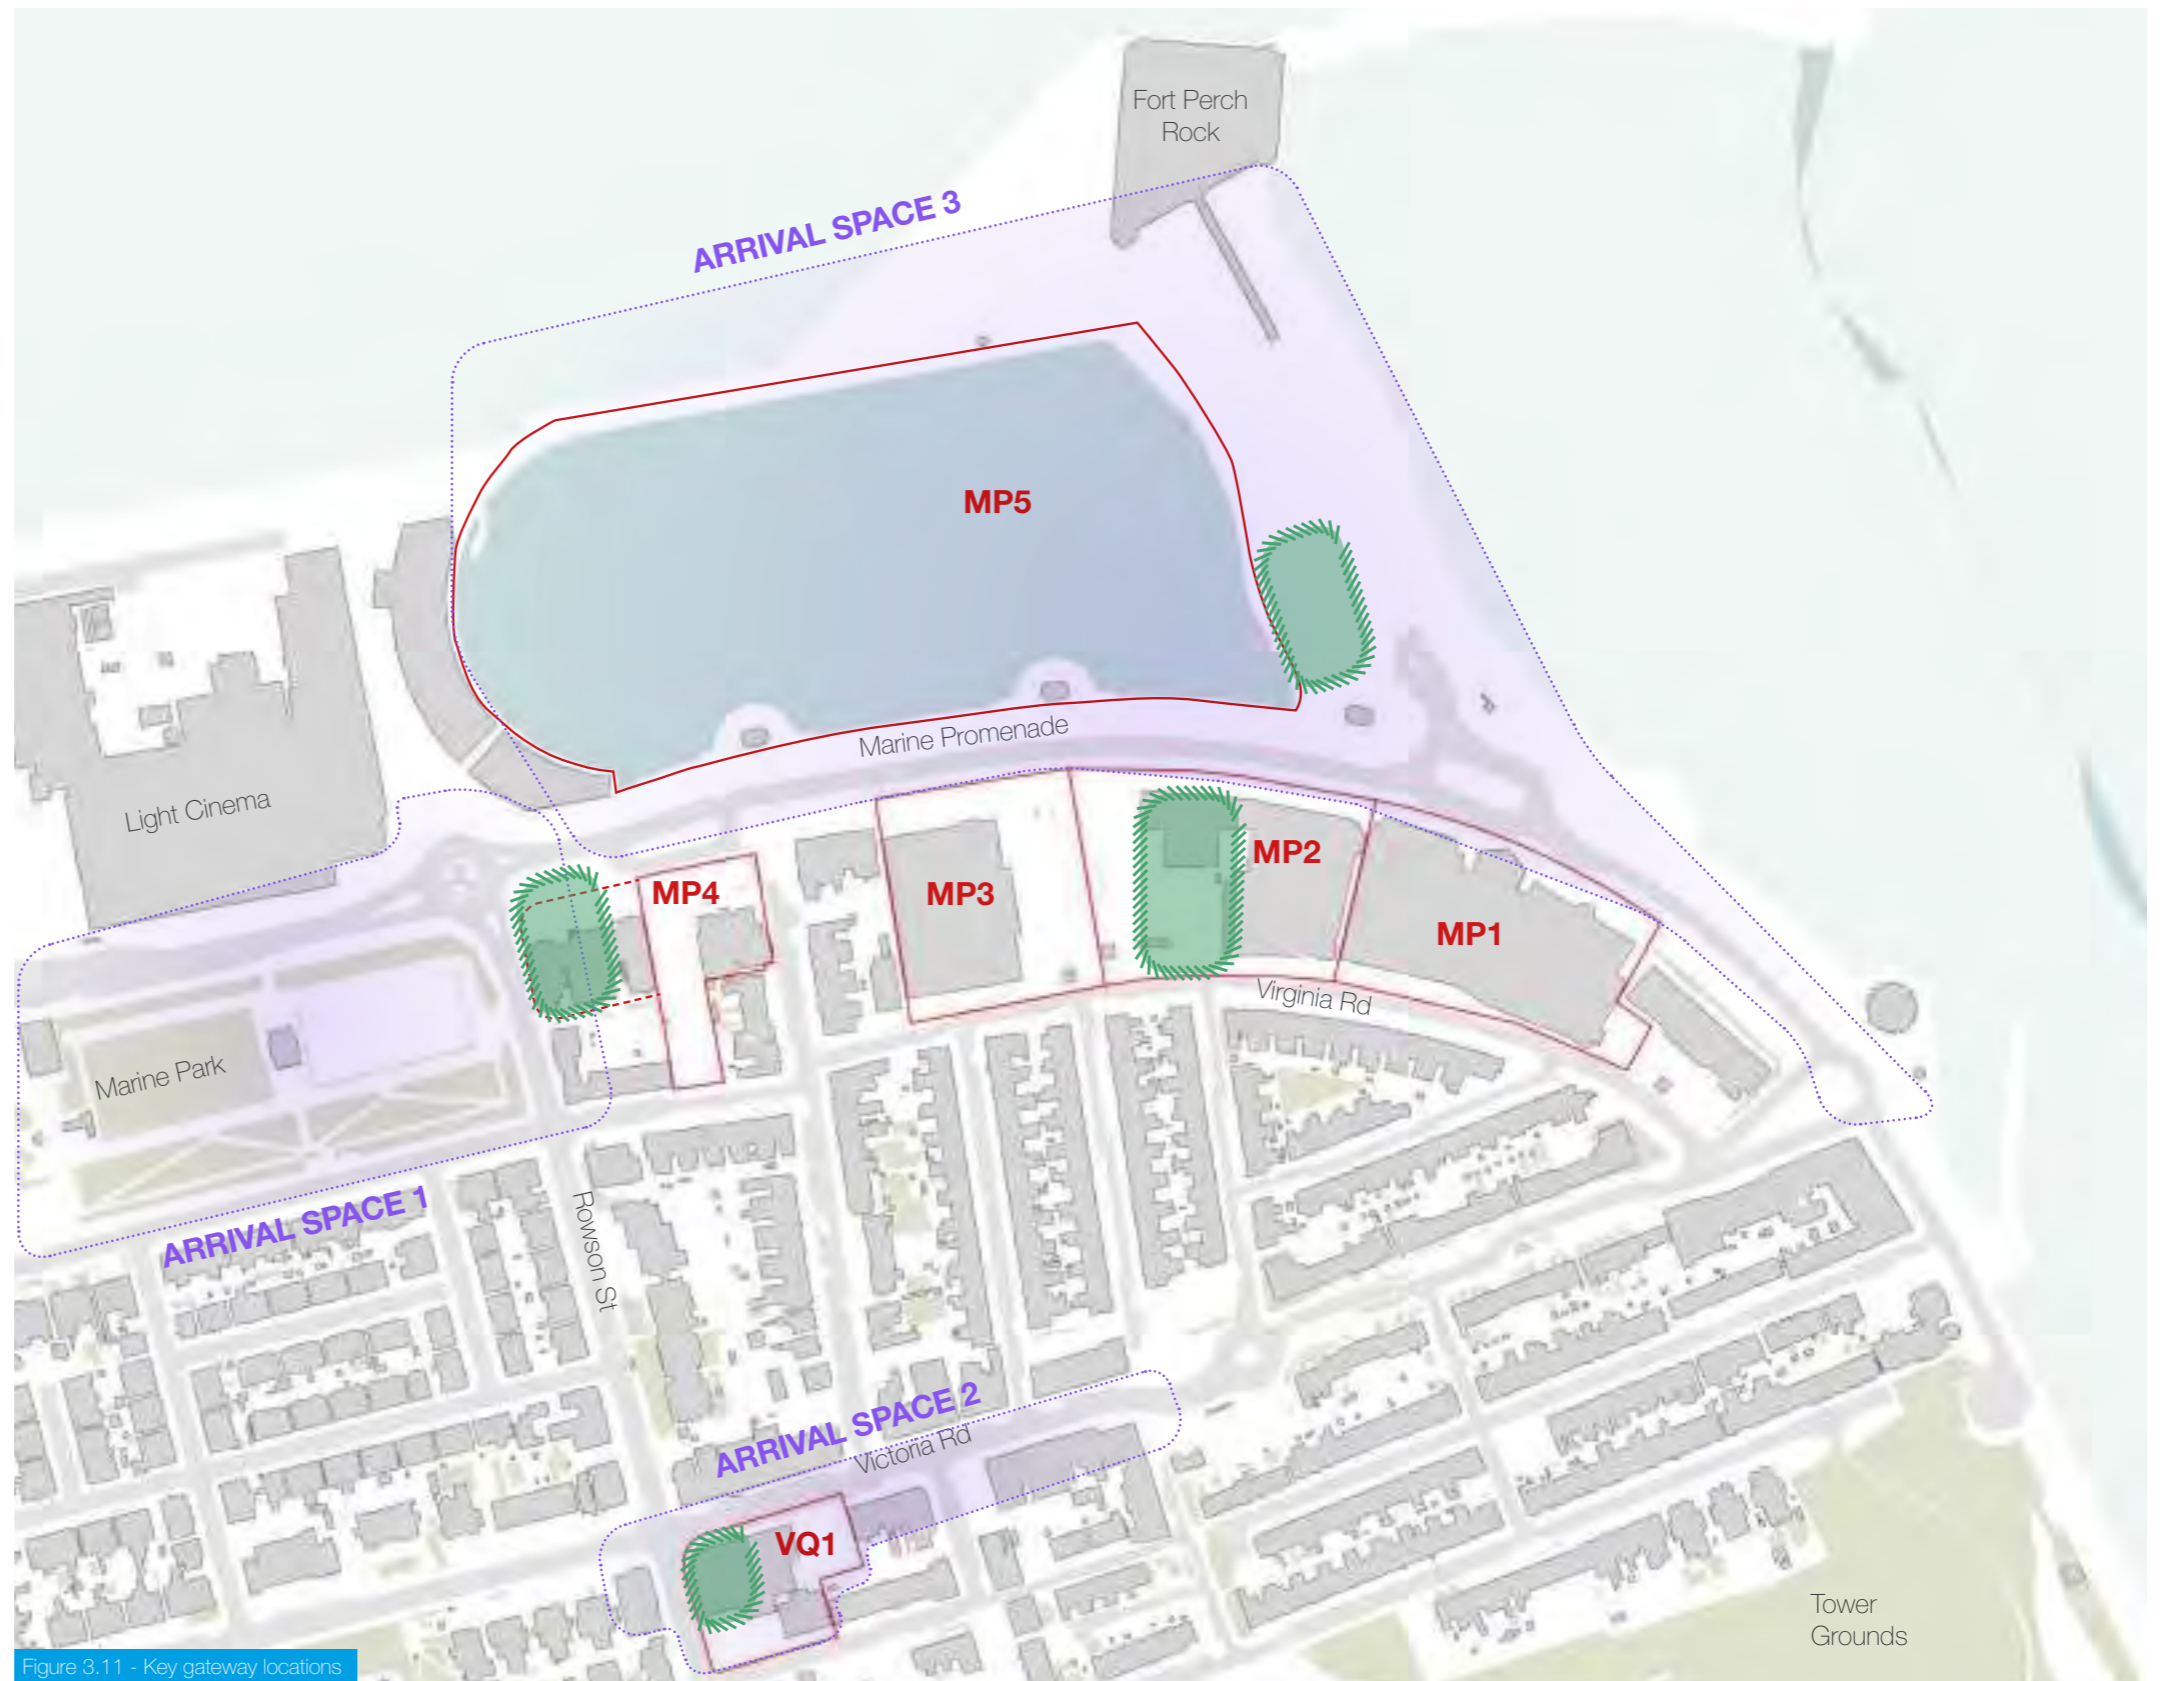 Fort Perch
Rock
ARRIVAL SPACE 3
MP5
Marine Promenade
Light Cinema
MP4
MP3
MP2
MP1
Virginia Rd
Marine Park
ARRIVAL SPACE 1
Rowson St
ARRIVAL SPACE 2
Victoria Rd
VQ1
Tower
Grounds
Figure 3.11 - Key gateway locations